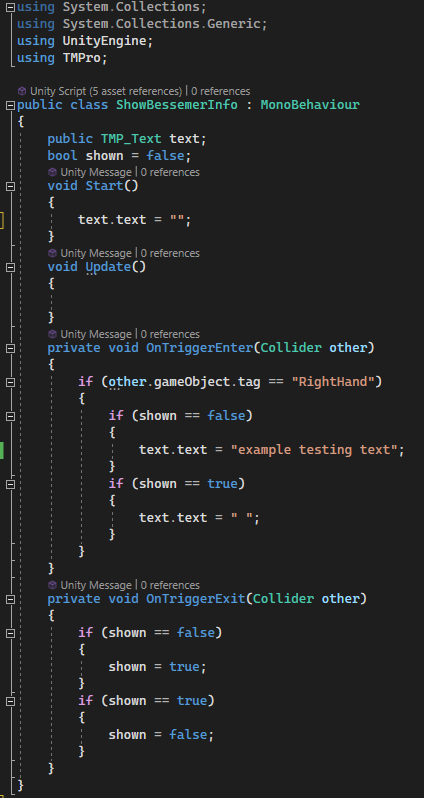 using System.Collections;
using System.Collections.Generic;
using UnityEngine;
using TMPro;
Unity Script (5 asset references) | 0 references
public class ShowBessemerInfo : MonoBehaviour
{
public TMP_Text text;
bool shown = false;
Unity Message | 0 references
void Start()
{
text.text = "";
}
Unity Message | 0 references
void Update()
{
}
Unity Message | 0 references
private void OnTriggerEnter(Collider other)
{
if (other.gameObject.tag == "RightHand")
{
if (shown == false)
{
text.text = "example testing text";
}
if (shown == true)
{
text.text = " ";
}
}
}
Unity Message | 0 references
private void OnTriggerExit(Collider other)
{
if (shown == false)
{
shown = true;
}
if (shown == true)
{
shown = false;
}
}
}